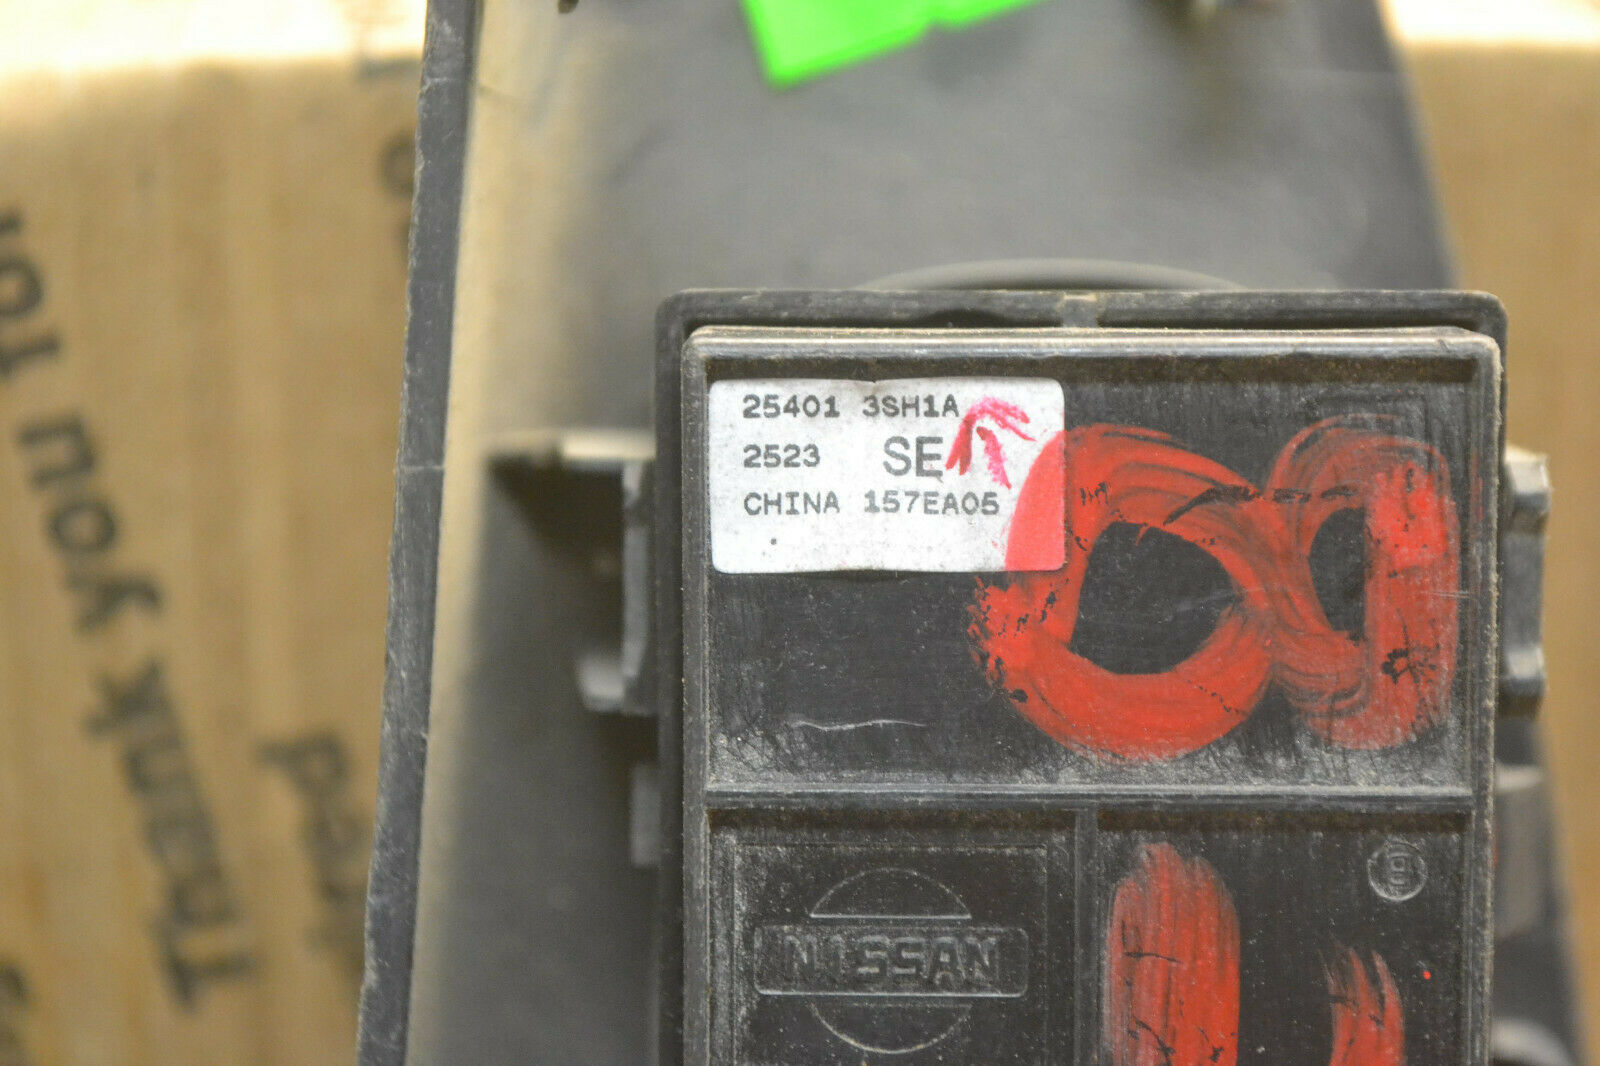 25401 3SH1A
2523 SE
CHINA 157EA05
NISSAN
Thank you for